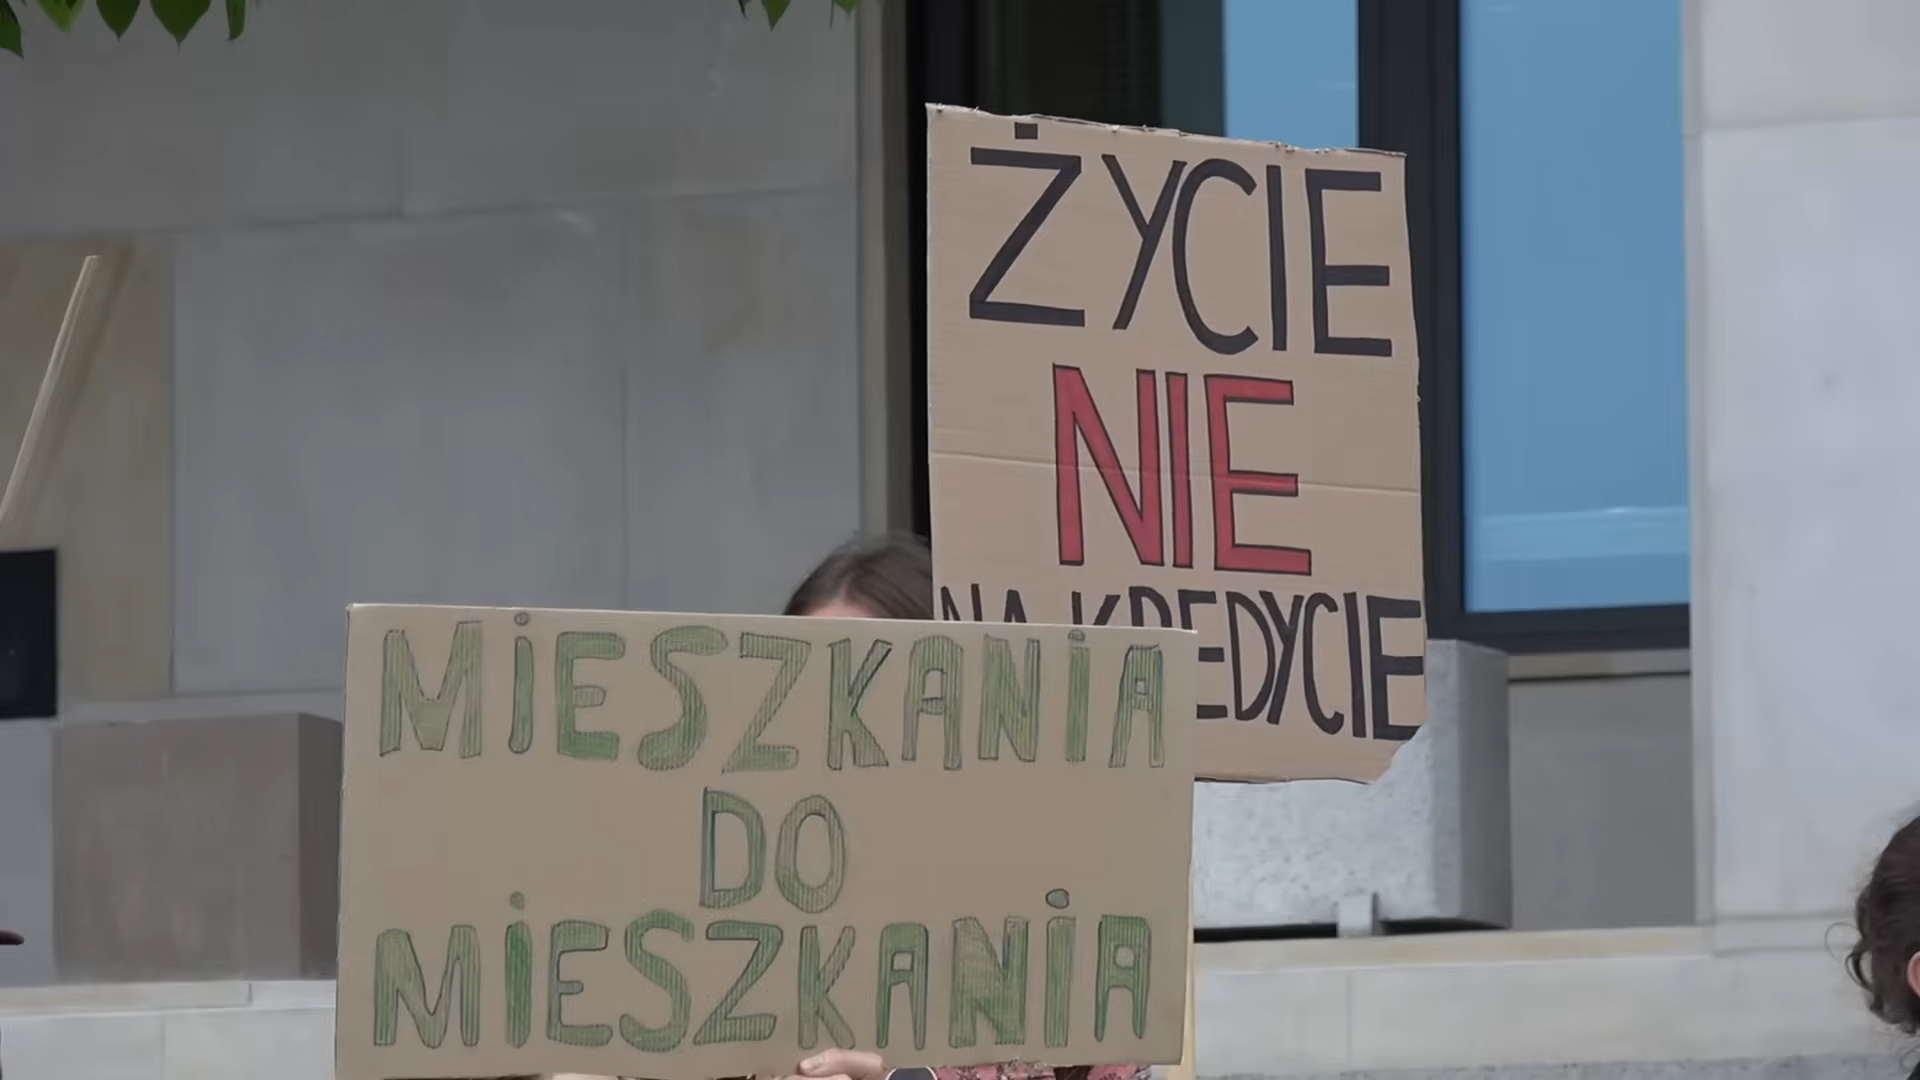 ŻYCIE
NIE
NA KREDYCIE
MiESZKANiA
DO
MiESZKANiA